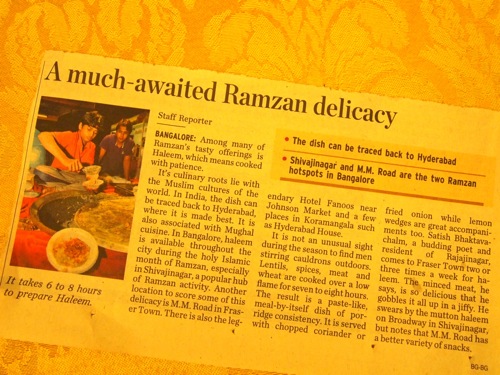 A much-awaited Ramzan delicacy
Staff Reporter
BANGALORE: Among many of
Ramzan's tasty offerings is
Haleem, which means cooked
with patience.
It's culinary roots lie with
the Muslim cultures of the
world. In India, the dish can
be traced back to Hyderabad,
where it is made best. It is
also associated with Mughal
cuisine. In Bangalore, haleem
is available throughout the
city during the holy Islamic
month of Ramzan, especially
in Shivajinagar, a popular hub
of Ramzan activity. Another
location to score some of this
delicacy is M.M. Road in Fras-
er Town. There is also the leg-
• The dish can be traced back to Hyderabad
• Shivajinagar and M.M. Road are the two Ramzan
hotspots in Bangalore
endary Hotel Fanoos near
Johnson Market and a few
places in Koramangala such
as Hyderabad House.
It is not an unusual sight
during the season to find men
stirring cauldrons outdoors.
Lentils, spices, meat and
wheat are cooked over a low
flame for seven to eight hours.
The result is a paste-like,
meal-by-itself dish of por-
ridge consistency. It is served
with chopped coriander or
fried onion while lemon
wedges are great accompani-
ments too. Satish Bhaktava-
chalm, a budding poet and
resident of Rajajinagar,
comes to Fraser Town two or
three times a week for ha-
leem. The minced meat, he
says, is so delicious that he
gobbles it all up in a jiffy. He
swears by the mutton haleem
on Broadway in Shivajinagar,
but notes that M.M. Road has
a better variety of snacks.
It takes 6 to 8 hours
to prepare Haleem.
BG-BG